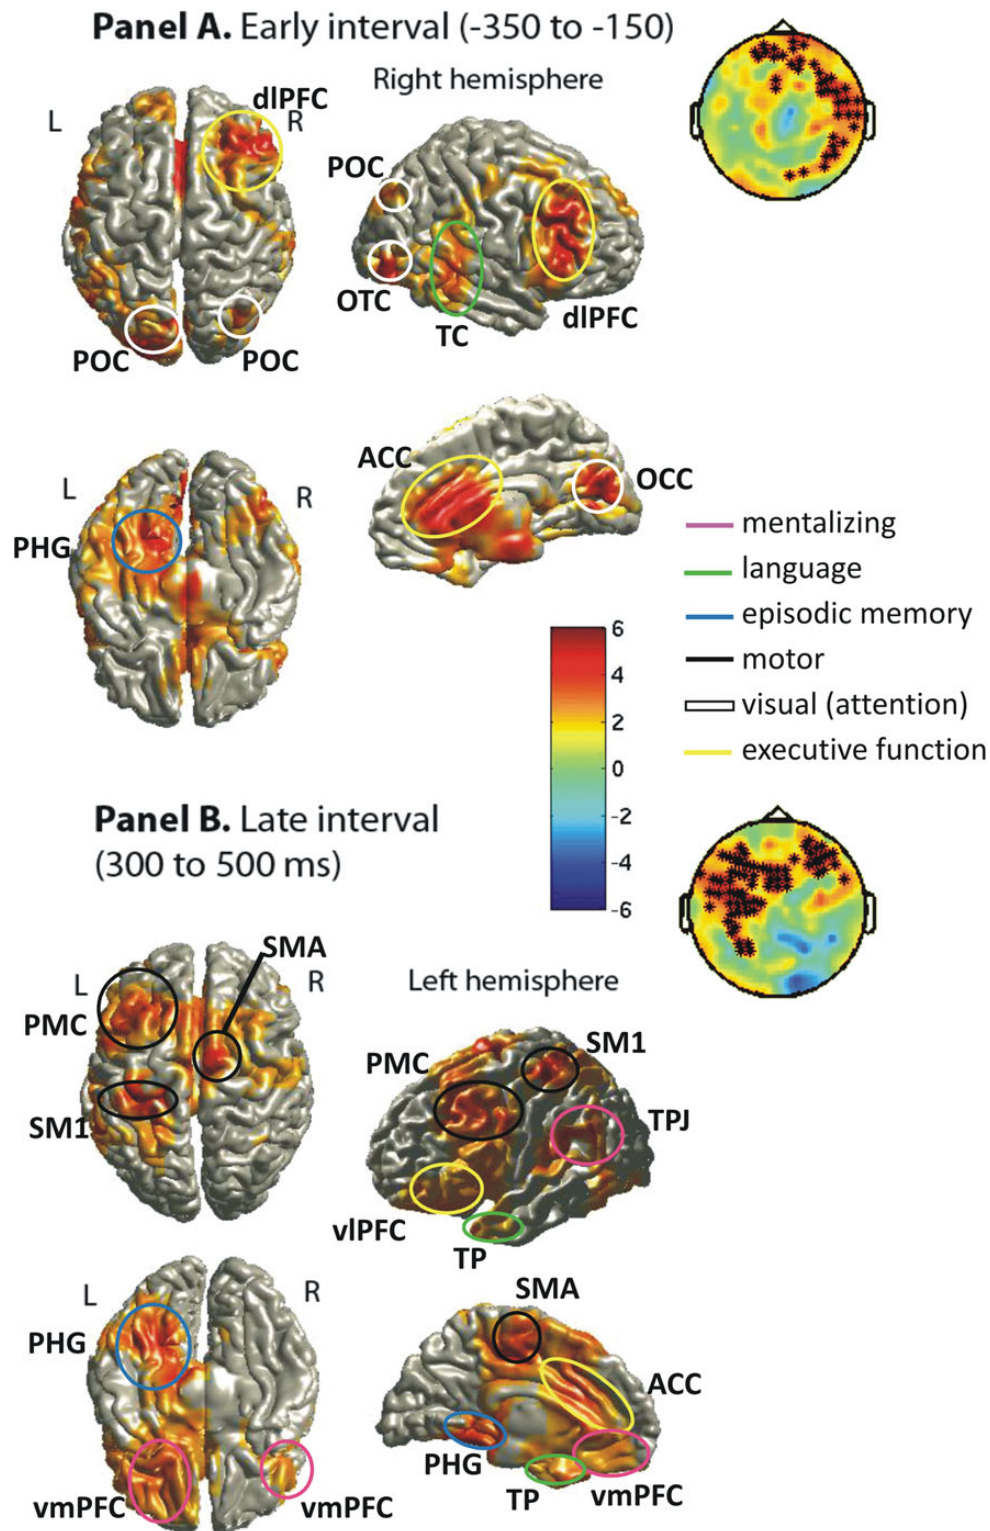 Panel A. Early interval (-350 to -150)
Right hemisphere
L
dlPFC
R
POC
OTC
TC
dlPFC
POC
POC
L
R
PHG
ACC
OCC
mentalizing
language
episodic memory
motor
visual (attention)
executive function
6
4
2
0
-2
-4
-6
Panel B. Late interval
(300 to 500 ms)
SMA
L
R
PMC
SM1
Left hemisphere
PMC
SM1
TPJ
vlPFC
TP
L
R
PHG
vmPFC
vmPFC
SMA
ACC
PHG
TP
vmPFC